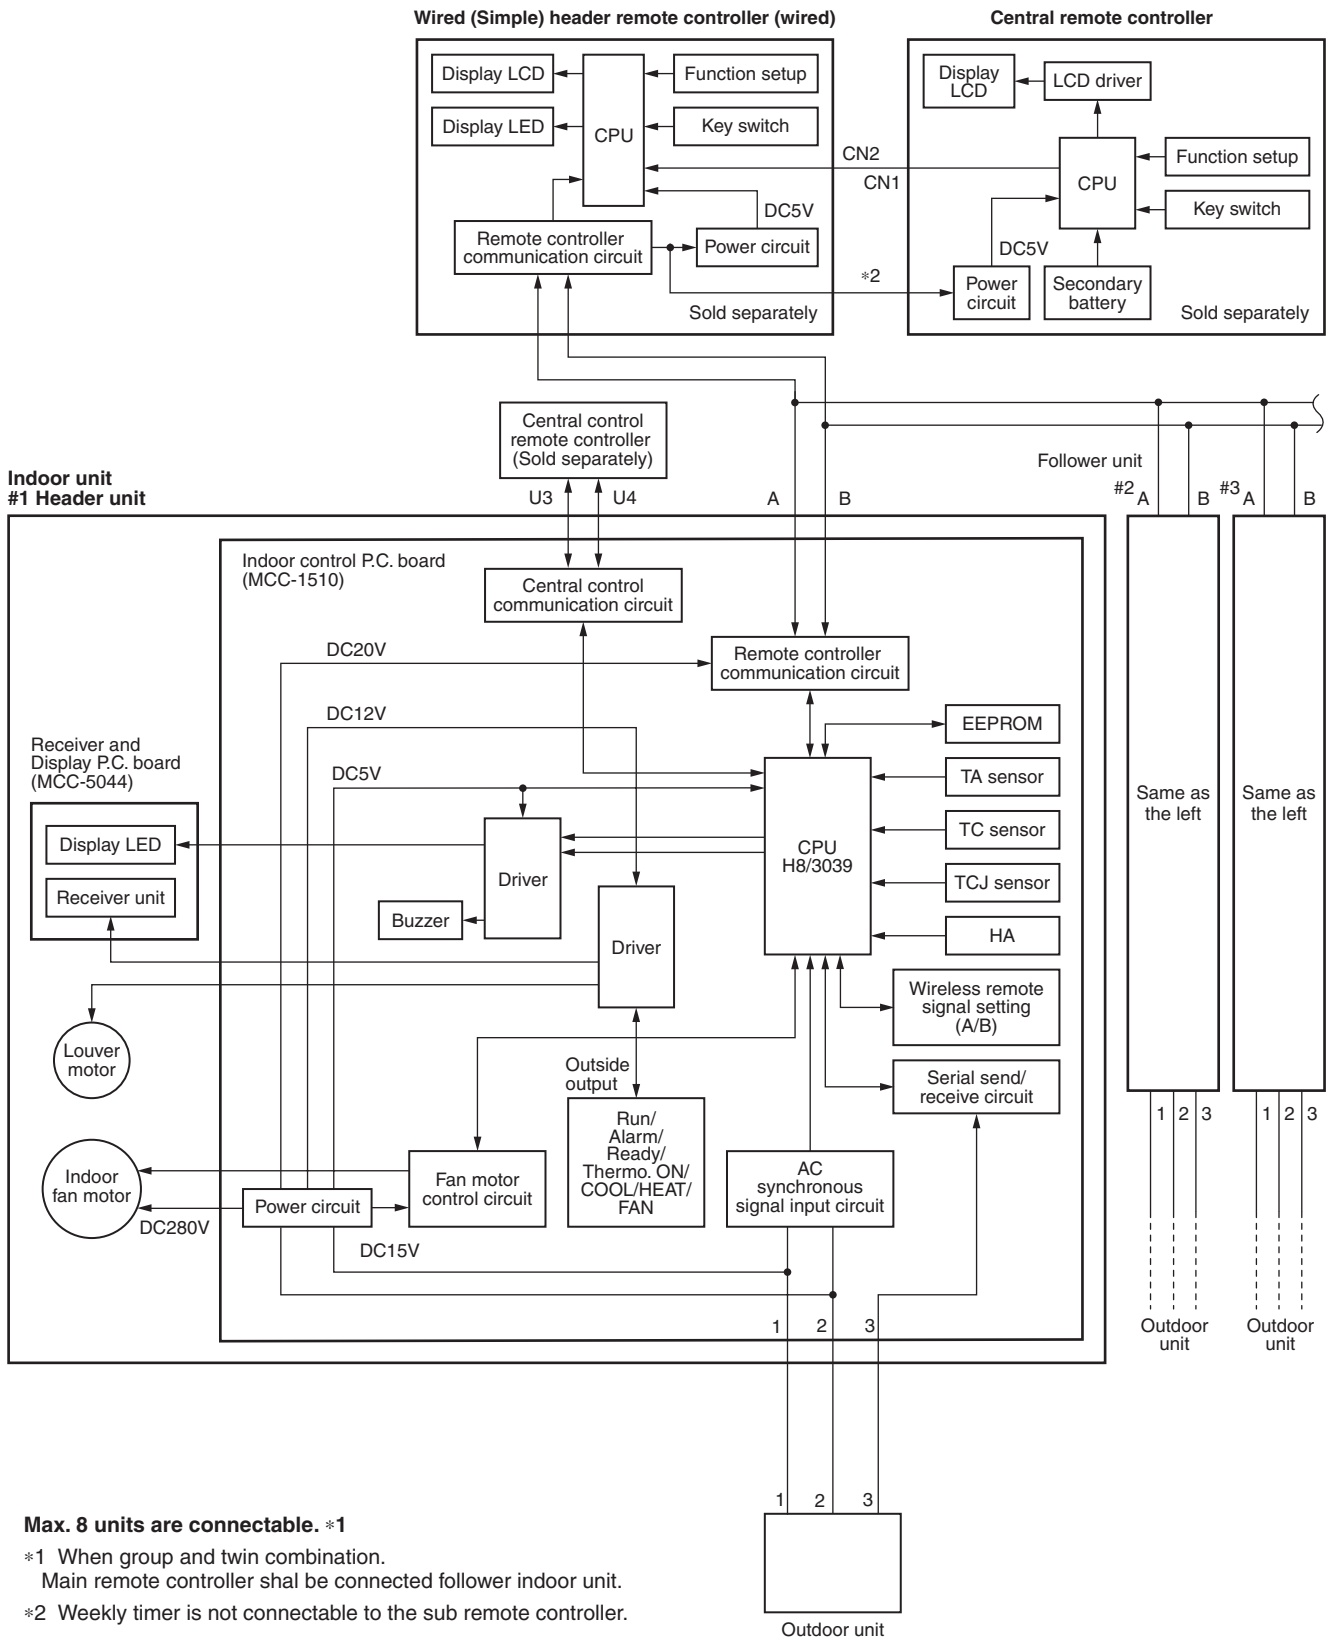 Wired (Simple) header remote controller (wired)
Central remote controller
Display LCD
CPU
Function setup
Display LED
Key switch
Remote controller
communication circuit
DC5V
Power circuit
Sold separately
CN2
CN1
*2
Display
LCD
LCD driver
CPU
Function setup
Key switch
DC5V
Power
circuit
Secondary
battery
Sold separately
Central control
remote controller
(Sold separately)
U3
U4
A
B
Follower unit
#2
A
B
#3
A
B
Indoor unit
#1 Header unit
Indoor control P.C. board
(MCC-1510)
Central control
communication circuit
DC20V
Remote controller
communication circuit
DC12V
EEPROM
Receiver and
Display P.C. board
(MCC-5044)
DC5V
TA sensor
Display LED
TC sensor
CPU
H8/3039
Driver
TCJ sensor
Receiver unit
Buzzer
HA
Driver
Same as
the left
Same as
the left
Wireless remote
signal setting
(A/B)
Louver
motor
Outside
output
Serial send/
receive circuit
Run/
Alarm/
Ready/
Thermo. ON/
COOL/HEAT/
FAN
Indoor
fan motor
Fan motor
control circuit
AC
synchronous
signal input circuit
Power circuit
DC280V
DC15V
1
2
3
1
2
3
1
2
3
Outdoor
unit
Outdoor
unit
1
2
3
Outdoor unit
Max. 8 units are connectable. *1
*1 When group and twin combination.
Main remote controller shal be connected follower indoor unit.
*2 Weekly timer is not connectable to the sub remote controller.